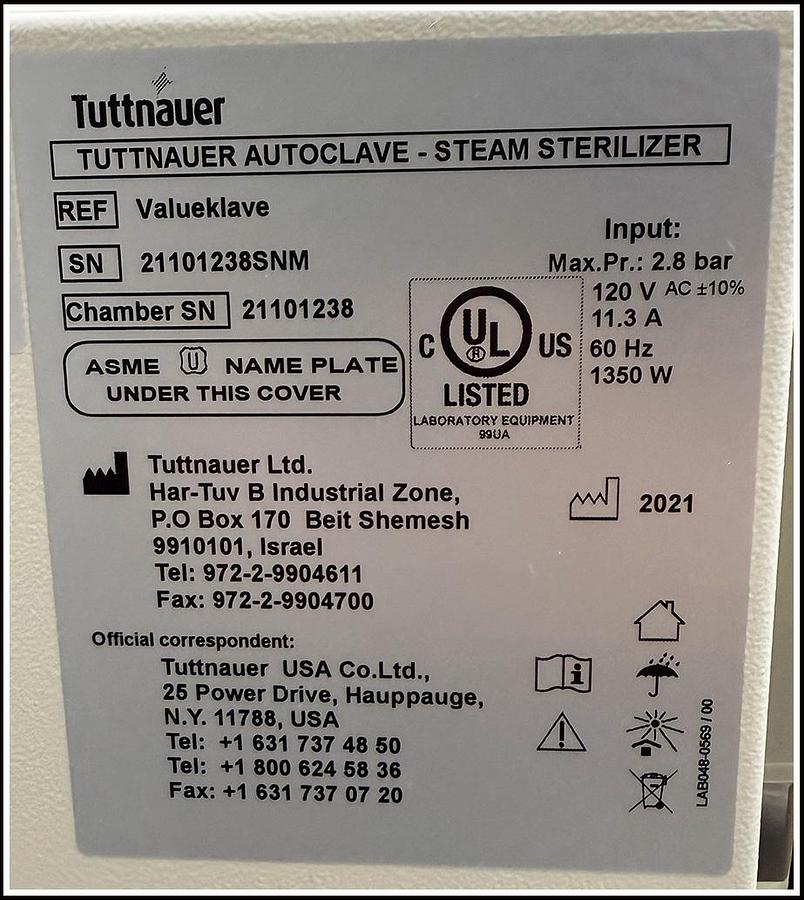 Tuttnauer
TUTTNAUER AUTOCLAVE - STEAM STERILIZER
REF Valueklave
SN 21101238SNM
Chamber SN 21101238
Input:
Max.Pr.: 2.8 bar
120 V AC ±10%
11.3 A
60 Hz
1350 W
ASME U NAME PLATE
UNDER THIS COVER
C UL US
®
LISTED
LABORATORY EQUIPMENT
99UA
Tuttnauer Ltd.
Har-Tuv B Industrial Zone,
P.O Box 170 Beit Shemesh
9910101, Israel
Tel: 972-2-9904611
Fax: 972-2-9904700
2021
Official correspondent:
Tuttnauer USA Co.Ltd.,
25 Power Drive, Hauppauge,
N.Y. 11788, USA
Tel: +1 631 737 48 50
Tel: +1 800 624 58 36
Fax: +1 631 737 07 20
LAB048-0569 / 00